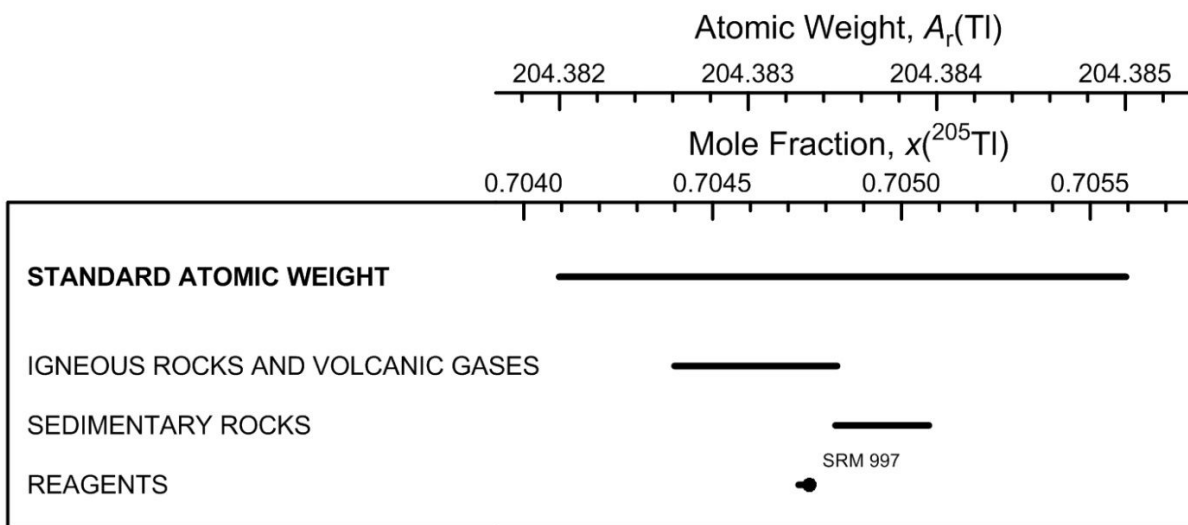 Atomic Weight, Ar(Tl)
204.382 204.383 204.384 204.385
Mole Fraction, x(²⁰⁵Tl)
0.7040 0.7045 0.7050 0.7055
STANDARD ATOMIC WEIGHT
IGNEOUS ROCKS AND VOLCANIC GASES
SEDIMENTARY ROCKS
SRM 997
REAGENTS